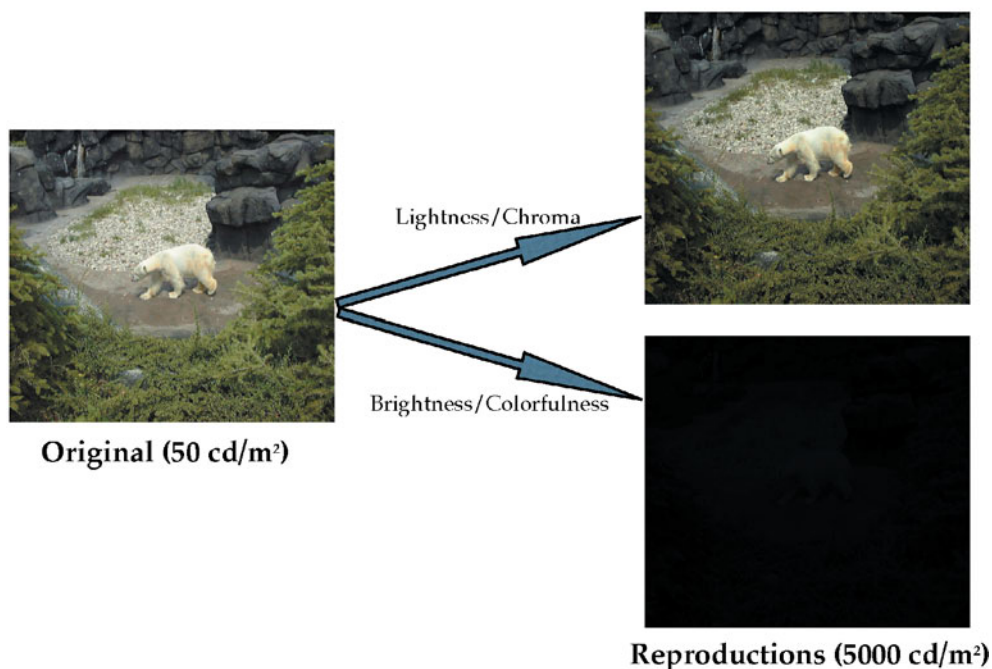 Lightness/Chroma
Brightness/Colorfulness
Original (50 cd/m²)
Reproductions (5000 cd/m²)